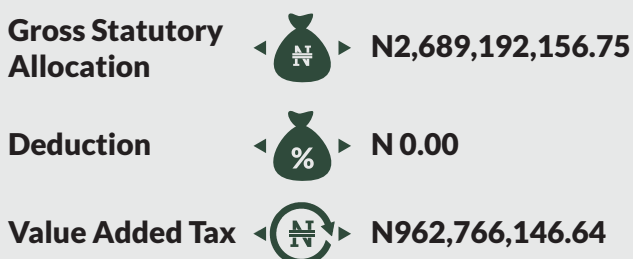 Gross Statutory
Allocation
₦
N2,689,192,156.75
Deduction
%
N 0.00
Value Added Tax
₦
N962,766,146.64